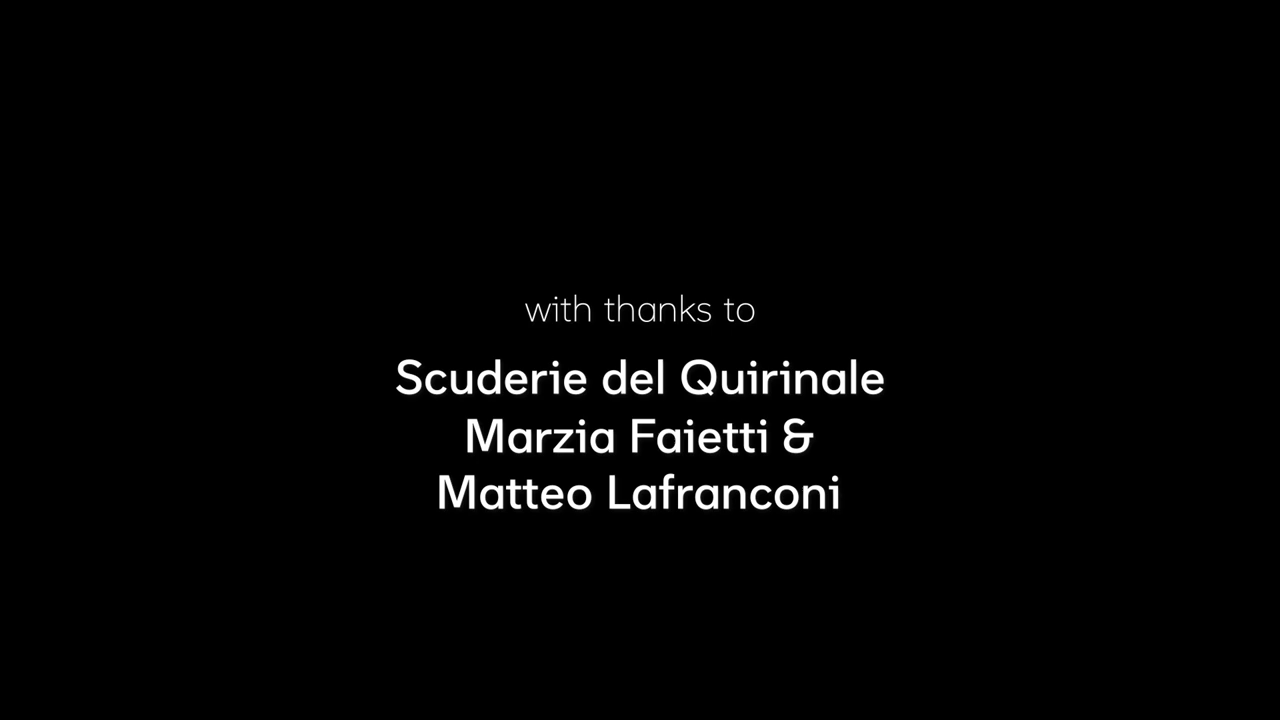 with thanks to
Scuderie del Quirinale
Marzia Faietti &
Matteo Lafranconi